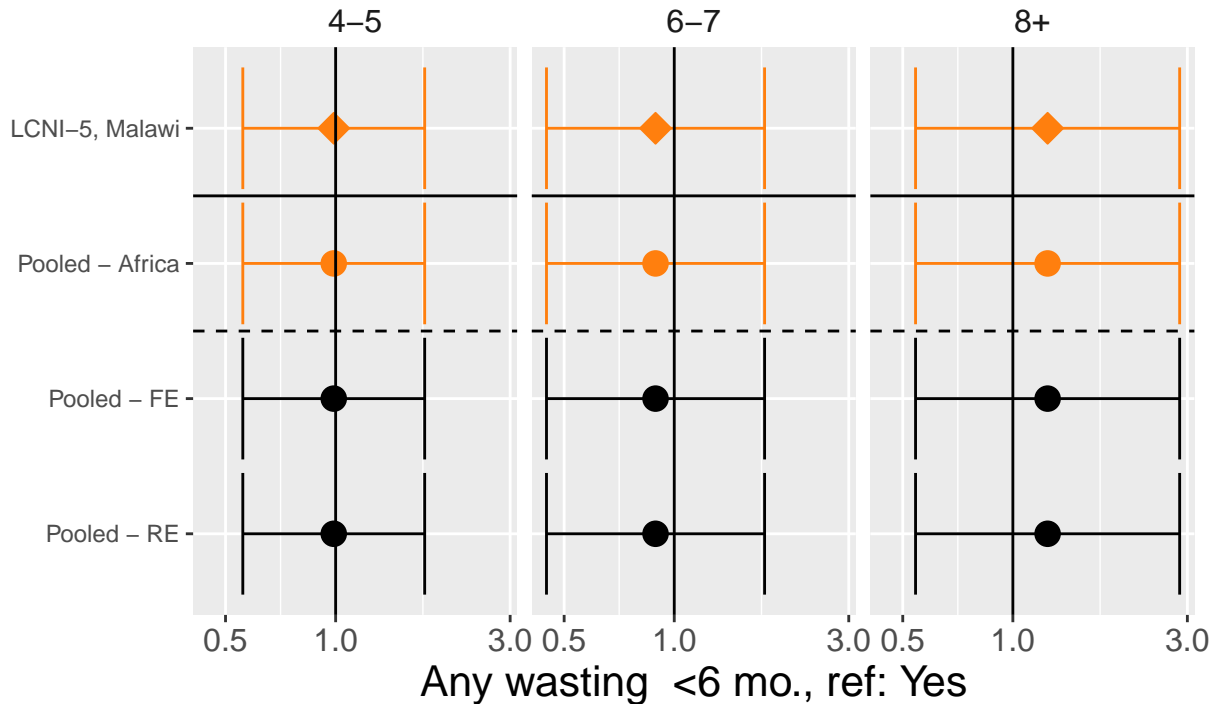 4−5 6−7 8+
LCNI−5, Malawi
Pooled − Africa
Pooled − FE
Pooled − RE
0.5 1.0 3.0 0.5 1.0 3.0 0.5 1.0 3.0
Any wasting <6 mo., ref: Yes